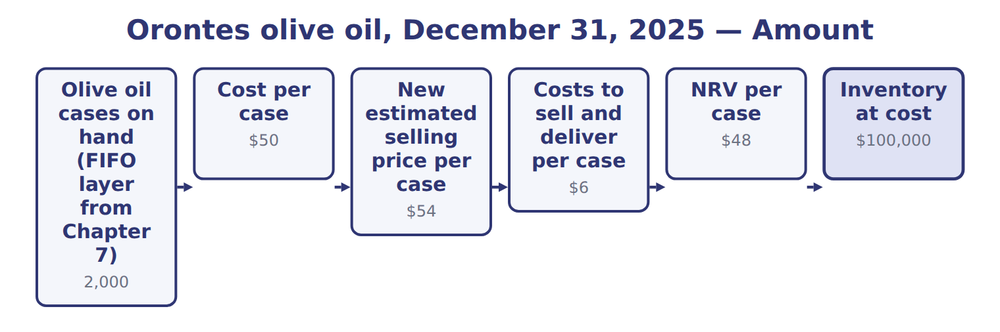 Orontes olive oil, December 31, 2025 — Amount
Olive oil
cases on
hand
(FIFO
layer
from
Chapter
7)
2,000
Cost per
case
$50
New
estimated
selling
price per
case
$54
Costs to
sell and
deliver
per case
$6
NRV per
case
$48
Inventory
at cost
$100,000